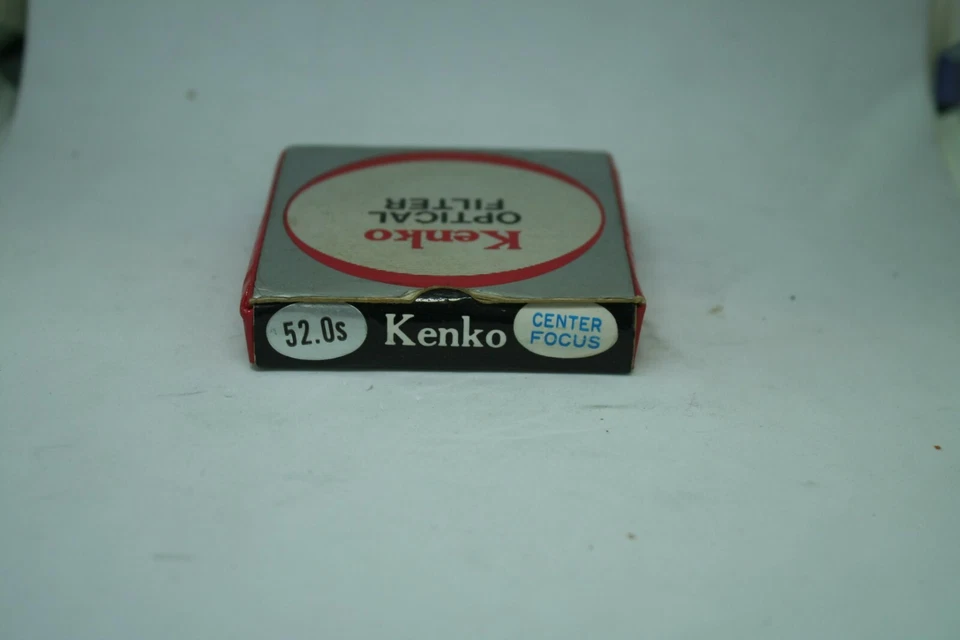 Kenko
OPTICAL
FILTER
52.0s
Kenko
CENTER
FOCUS